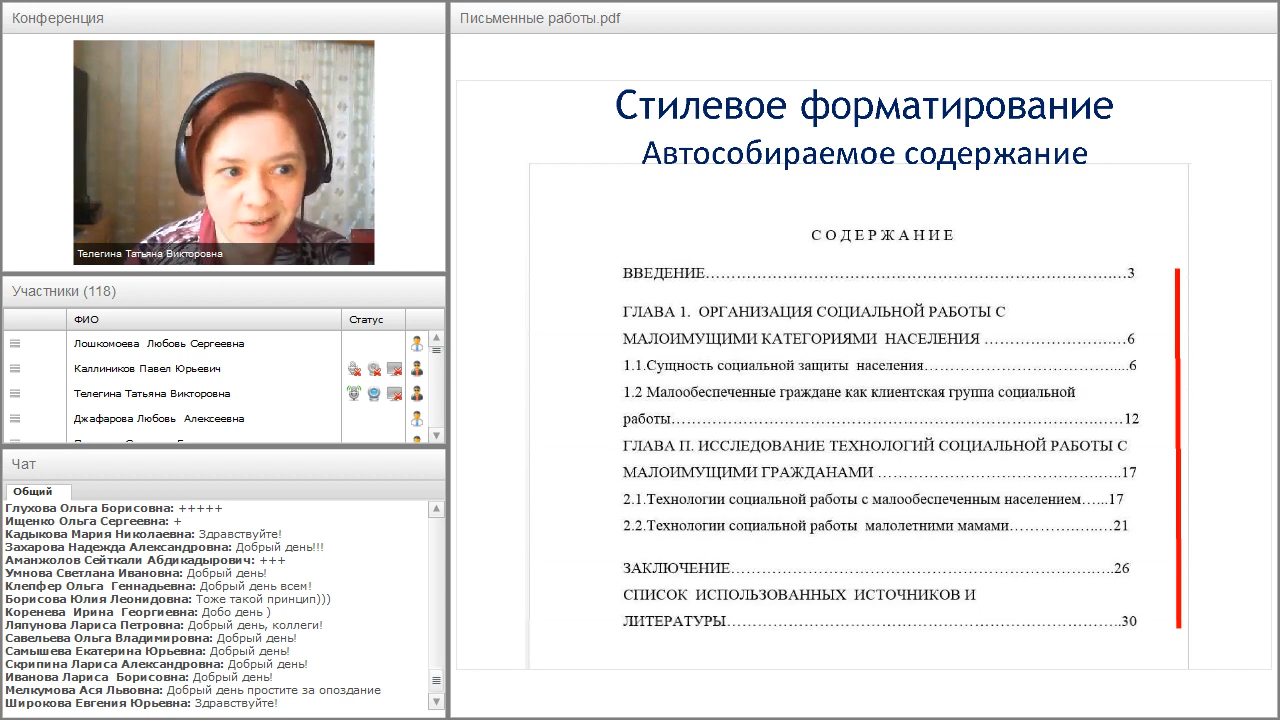 Конференция
Телегина Татьяна Викторовна
Участники (118)
ФИО Статус
Лошкомоева Любовь Сергеевна
Каллиников Павел Юрьевич
Телегина Татьяна Викторовна
Джафарова Любовь Алексеевна
Чат
Общий
Глухова Ольга Борисовна: +++++
Ищенко Ольга Сергеевна: +
Кадыкова Мария Николаевна: Здравствуйте!
Захарова Надежда Александровна: Добрый день!!!
Аманжолов Сейткали Абдикадырович: +++
Умнова Светлана Ивановна: Добрый день!
Клепфер Ольга Геннадьевна: Добрый день всем!
Борисова Юлия Леонидовна: Тоже такой принцип)))
Коренева Ирина Георгиевна: Добо день )
Ляпунова Лариса Петровна: Добрый день, коллеги!
Савельева Ольга Владимировна: Добрый день!
Самышева Екатерина Юрьевна: Добрый день!
Скрипина Лариса Александровна: Добрый день!
Иванова Лариса Борисовна: Добрый день!
Мелкумова Ася Львовна: Добрый день простите за опоздание
Широкова Евгения Юрьевна: Здравствуйте!
Письменные работы.pdf
Стилевое форматирование
Автособираемое содержание
СОДЕРЖАНИЕ
ВВЕДЕНИЕ……………………………………………………………………………3
ГЛАВА 1. ОРГАНИЗАЦИЯ СОЦИАЛЬНОЙ РАБОТЫ С
МАЛОИМУЩИМИ КАТЕГОРИЯМИ НАСЕЛЕНИЯ ………………………6
1.1.Сущность социальной защиты населения……………………………………6
1.2 Малообеспеченные граждане как клиентская группа социальной
работы…………………………………………………………………………………12
ГЛАВА П. ИССЛЕДОВАНИЕ ТЕХНОЛОГИЙ СОЦИАЛЬНОЙ РАБОТЫ С
МАЛОИМУЩИМИ ГРАЖДАНАМИ …………………………………………..17
2.1.Технологии социальной работы с малообеспеченным населением…...17
2.2.Технологии социальной работы малолетними мамами………………….…21
ЗАКЛЮЧЕНИЕ……………………………………………………………………..26
СПИСОК ИСПОЛЬЗОВАННЫХ ИСТОЧНИКОВ И
ЛИТЕРАТУРЫ………………………………………………………………………..30